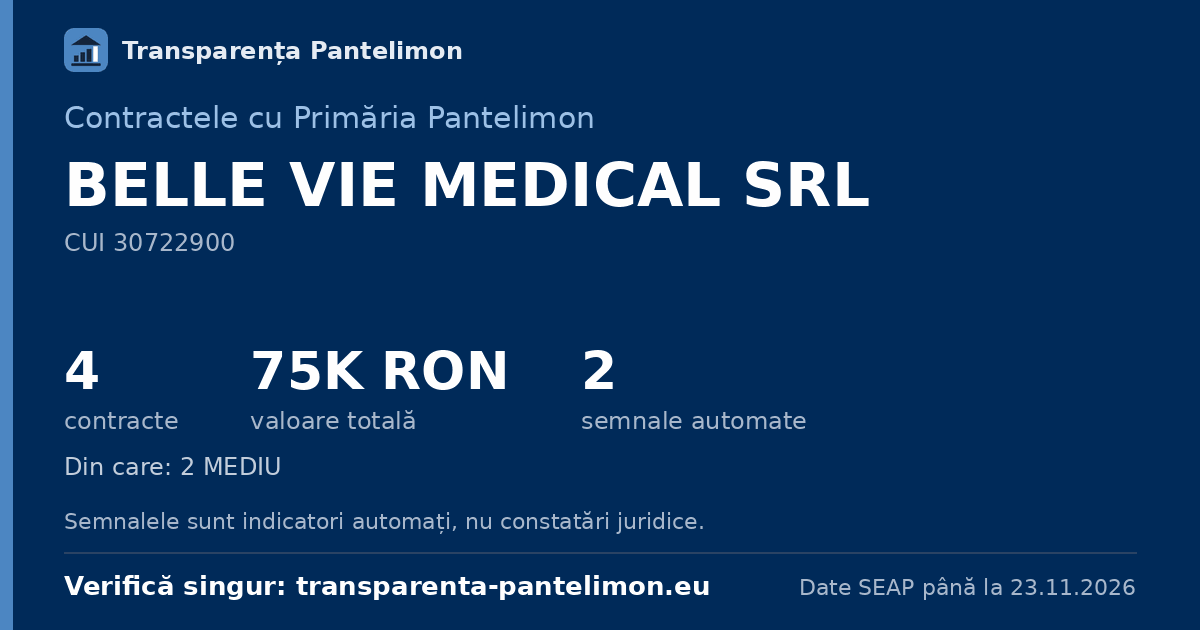 Transparența Pantelimon
Contractele cu Primăria Pantelimon
BELLE VIE MEDICAL SRL
CUI 30722900
4 75K RON 2
contracte valoare totală semnale automate
Din care: 2 MEDIU
Semnalele sunt indicatori automați, nu constatări juridice.
Verifică singur: transparenta-pantelimon.eu Date SEAP până la 23.11.2026